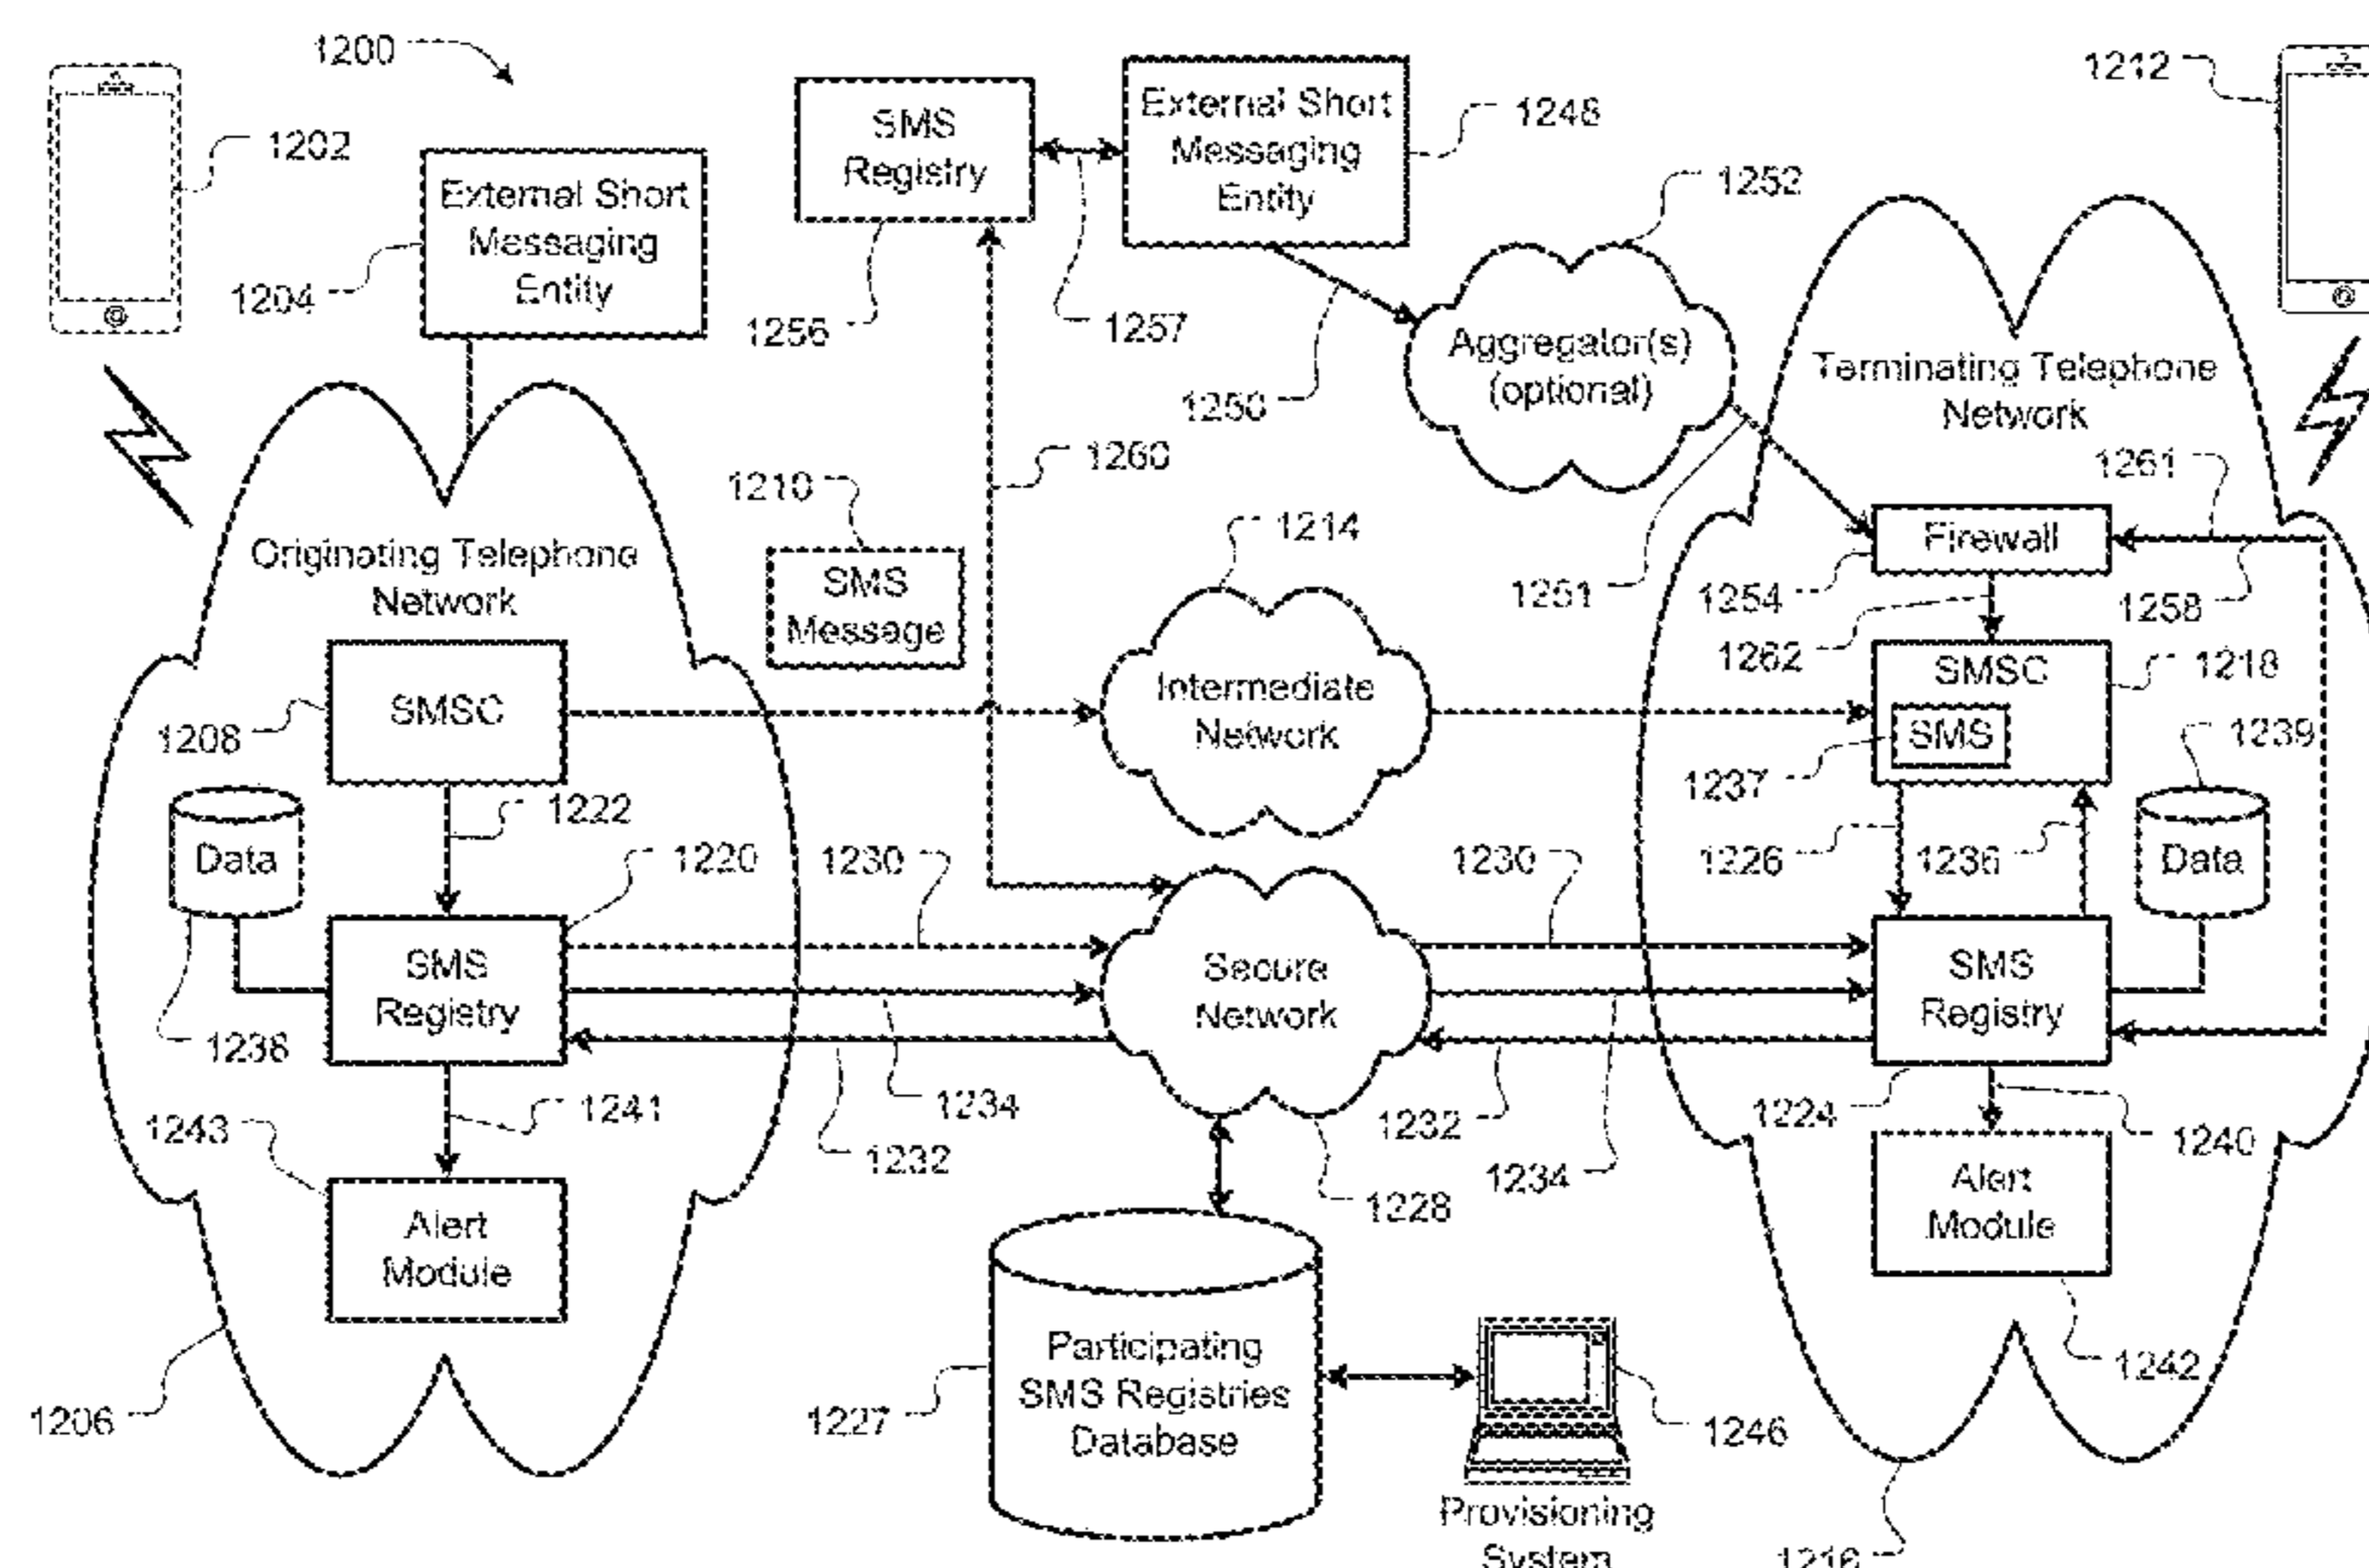 1200
1202
External Short
Messaging
Entity
1204
SMS
Registry
1256
1257
External Short
Messaging
Entity
1248
1250
1252
Aggregator(s)
(optional)
1251
1212
Terminating Telephone
Network
1261
Firewall
1254
1258
1262
SMSC
1218
SMS
1237
1239
Data
1226
1236
Originating Telephone
Network
SMSC
1208
1222
Data
1238
1220
SMS
Registry
1241
1243
Alert
Module
1206
1210
SMS
Message
1260
1214
Intermediate
Network
1230
1234
1232
Secure
Network
1228
1230
1234
1232
SMS
Registry
1224
1240
Alert
Module
1242
1216
Participating
SMS Registries
Database
1227
1246
Provisioning
System